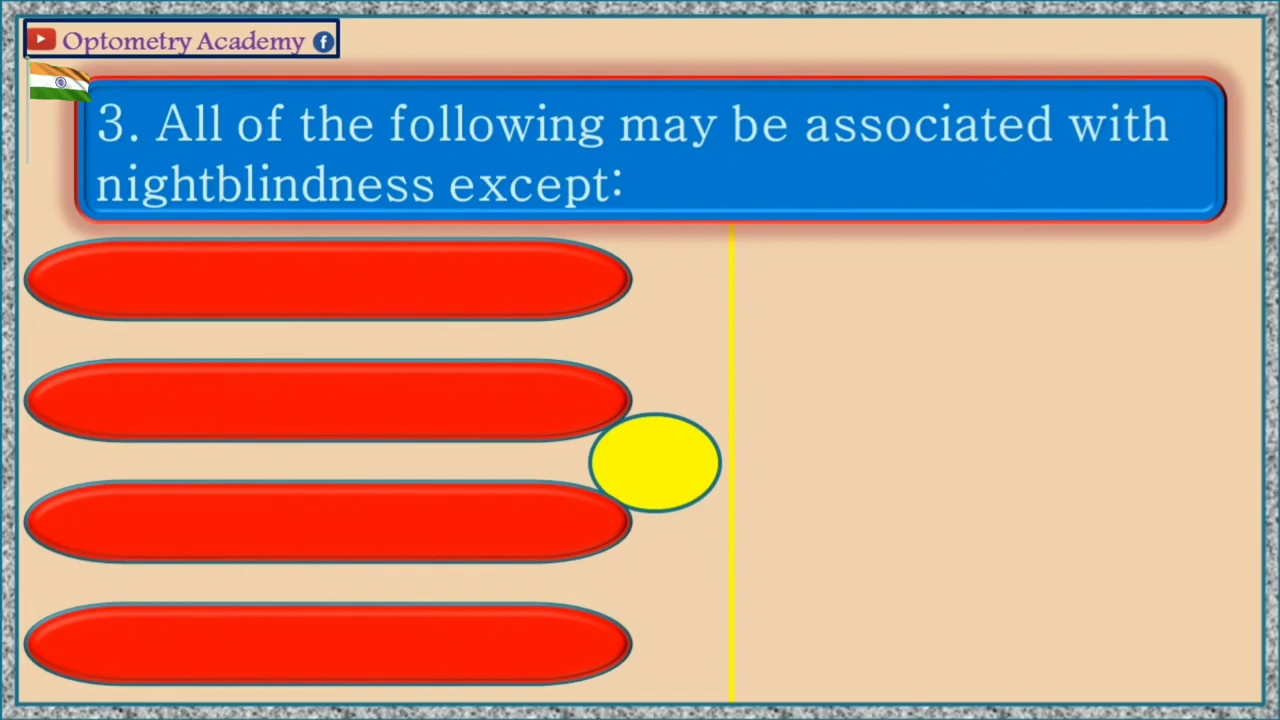 Optometry Academy
3. All of the following may be associated with
nightblindness except: